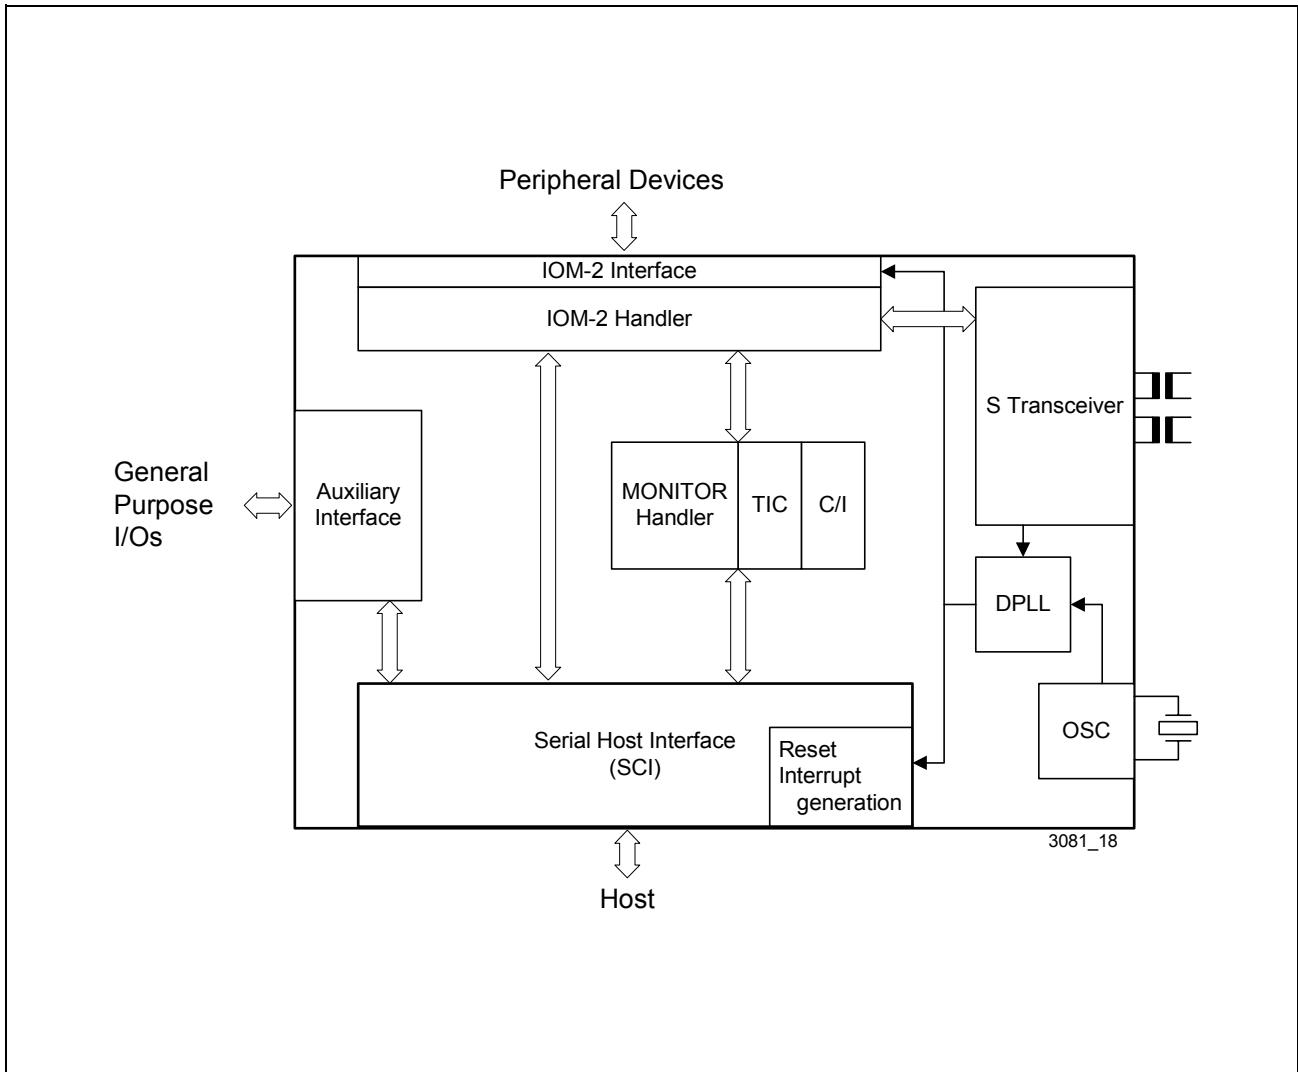 Peripheral Devices
IOM-2 Interface
IOM-2 Handler
S Transceiver
General
Purpose
I/Os
Auxiliary
Interface
MONITOR
Handler
TIC
C/I
DPLL
OSC
Serial Host Interface
(SCI)
Reset
Interrupt
generation
3081_18
Host